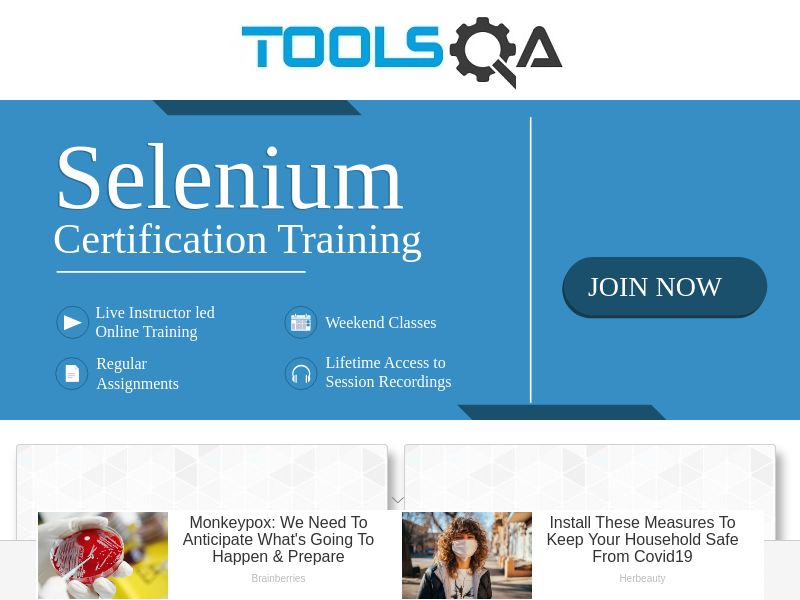 TOOLSQA
Selenium
Certification Training
JOIN NOW
Live Instructor led
Online Training
Weekend Classes
Regular
Assignments
Lifetime Access to
Session Recordings
Monkeypox: We Need To
Anticipate What's Going To
Happen & Prepare
Brainberries
Install These Measures To
Keep Your Household Safe
From Covid19
Herbeauty